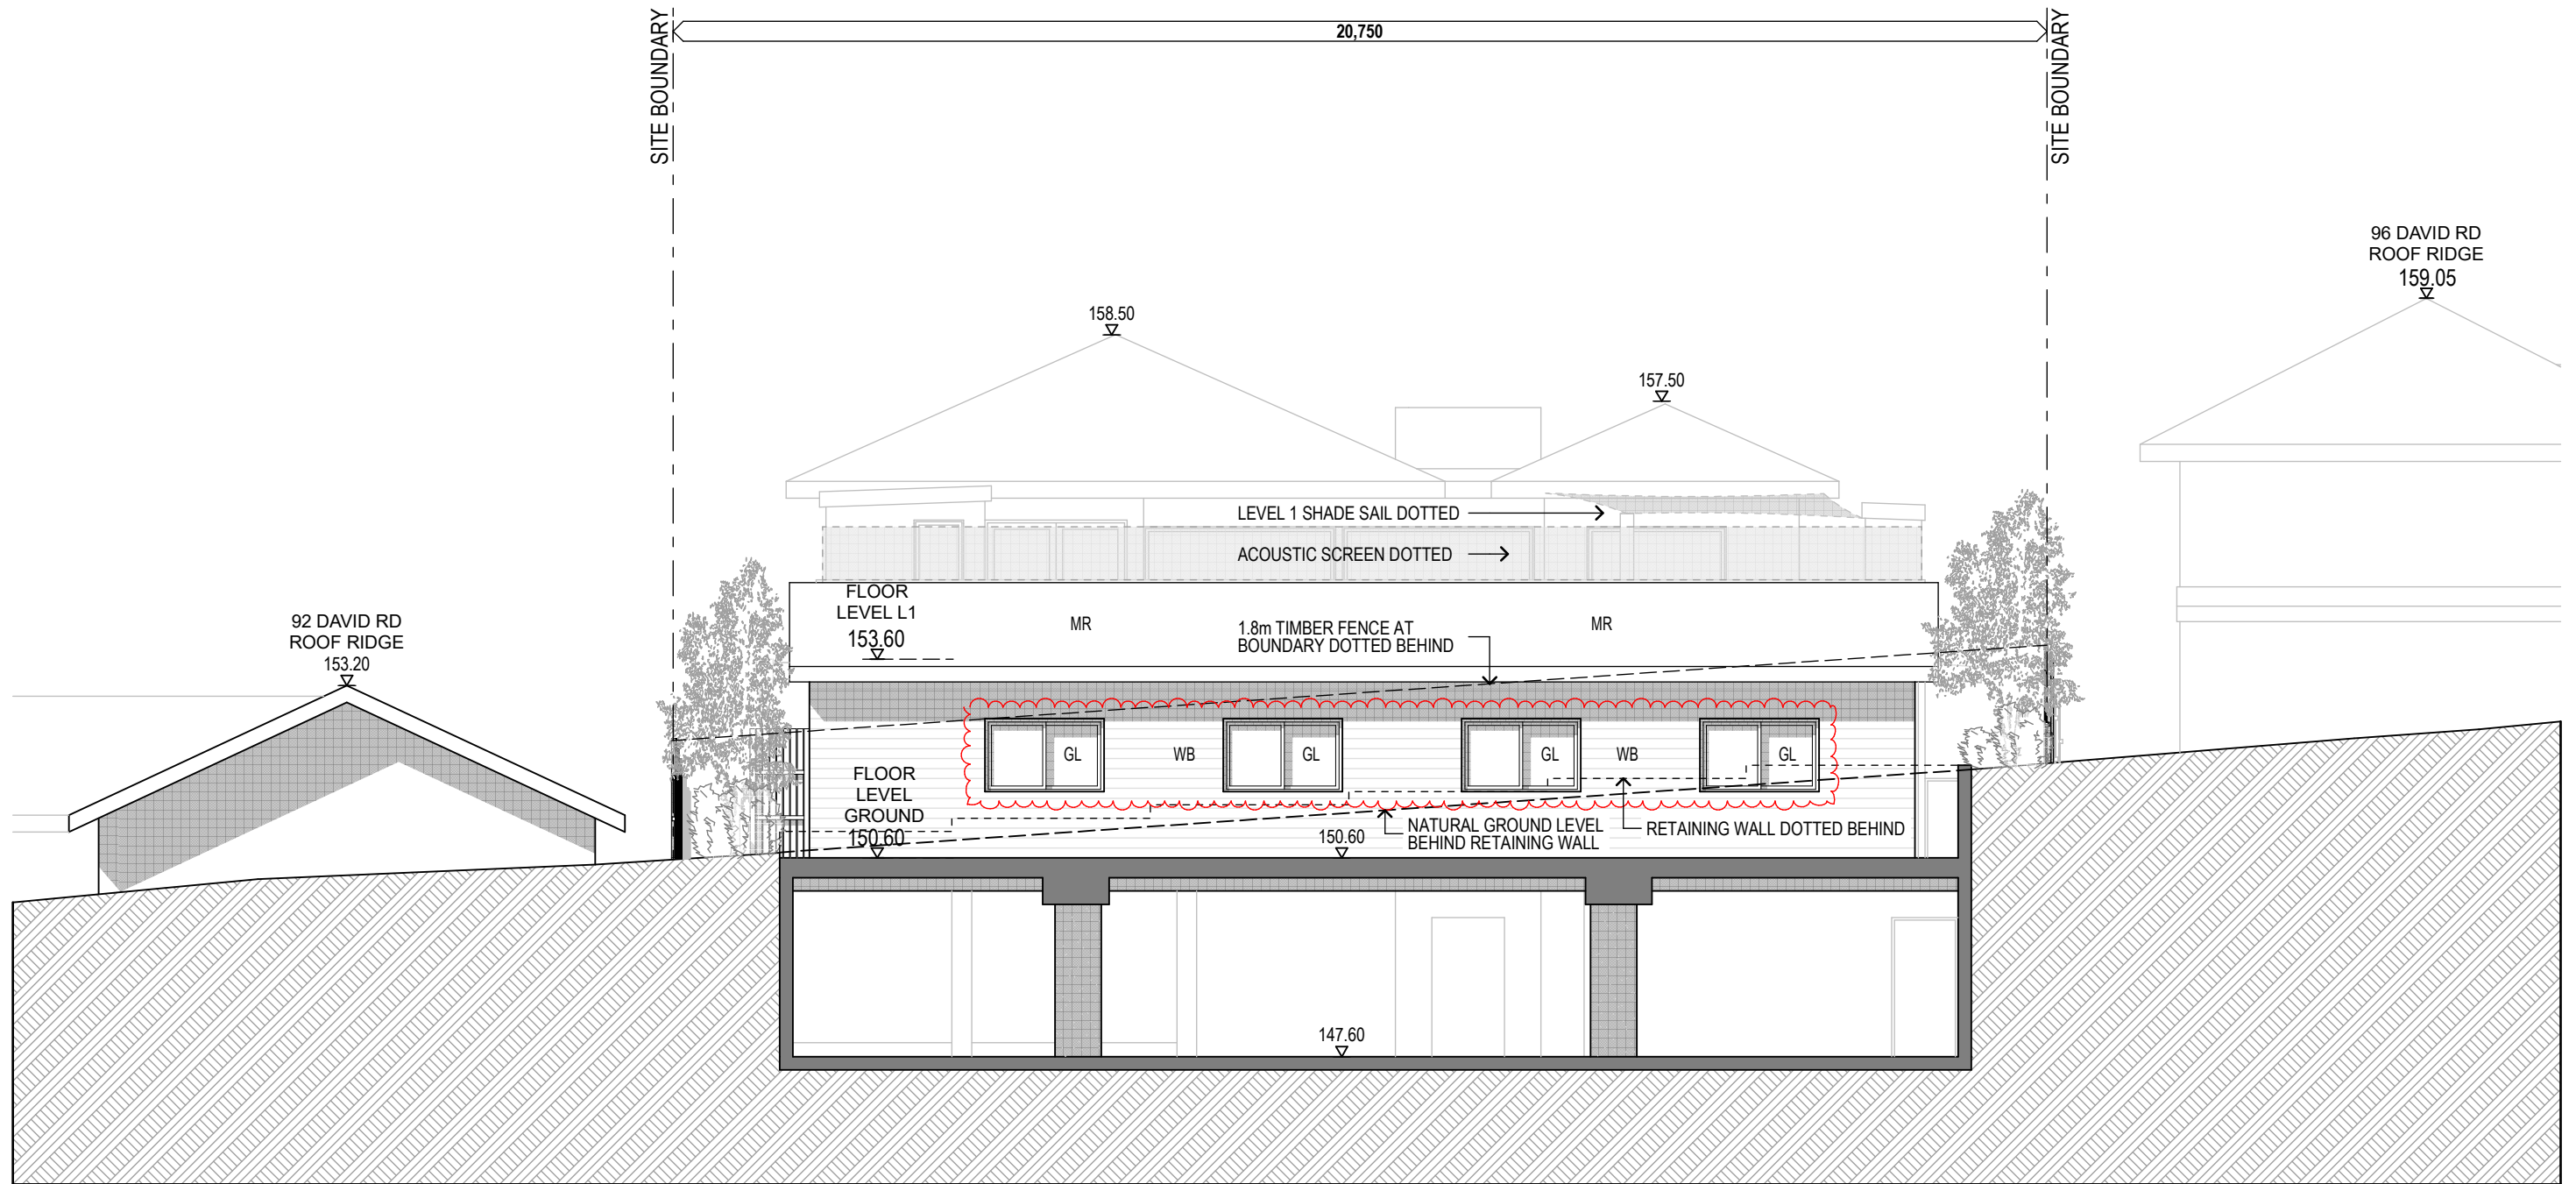 20,750
SITE BOUNDARY
SITE BOUNDARY
96 DAVID RD
ROOF RIDGE
159.05
158.50
157.50
LEVEL 1 SHADE SAIL DOTTED
ACOUSTIC SCREEN DOTTED
FLOOR
LEVEL L1
153.60
MR
MR
1.8m TIMBER FENCE AT
BOUNDARY DOTTED BEHIND
92 DAVID RD
ROOF RIDGE
153.20
GL
WB
GL
GL
WB
GL
FLOOR
LEVEL
GROUND
150.60
150.60
NATURAL GROUND LEVEL
BEHIND RETAINING WALL
RETAINING WALL DOTTED BEHIND
147.60